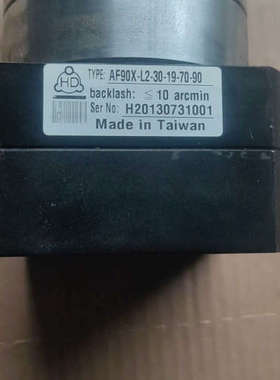 HD
TYPE: AF90X-L2-30-19-70-90
backlash: ≤ 10 arcmin
Ser No: H20130731001
Made in Taiwan